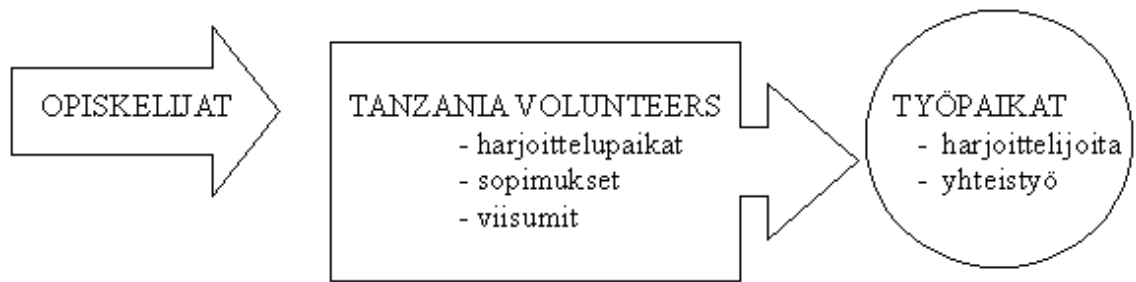 OPISKELIJAT
TANZANIA VOLUNTEERS
- harjoittelupaikat
- sopimukset
- viisumit
TYÖPAIKAT
- harjoittelijoita
- yhteistyö